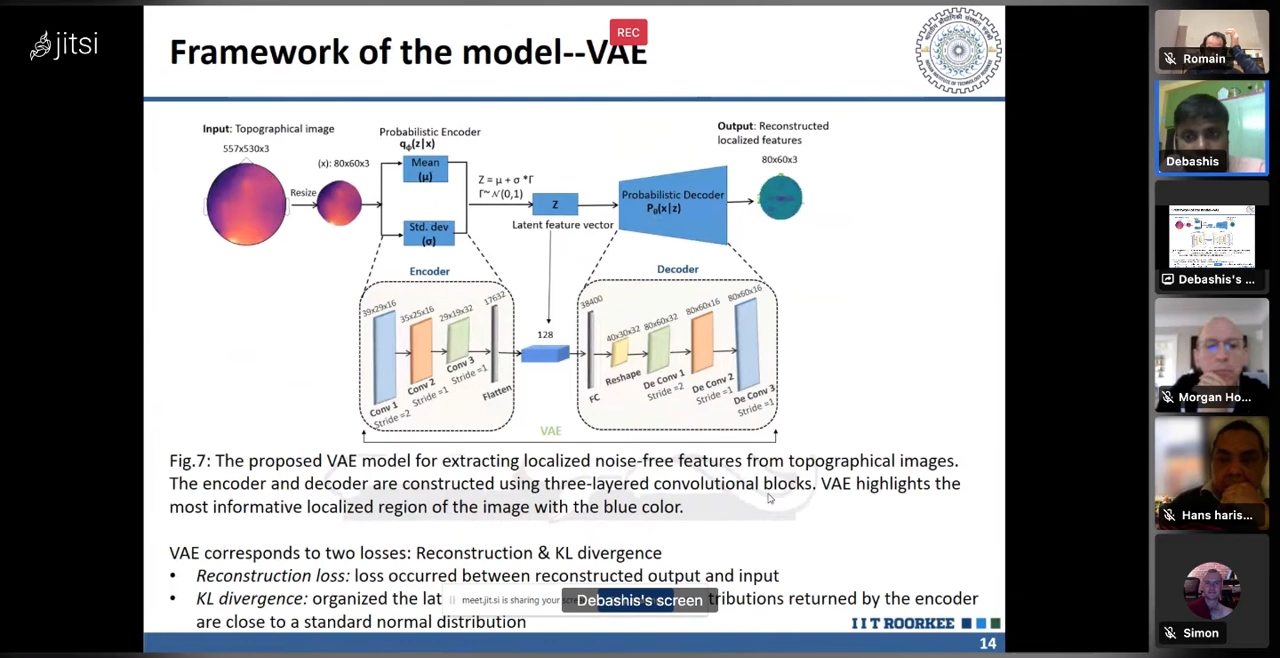 jitsi
REC
Framework of the model--VAE
Input: Topographical image
557x530x3
Resize
(x): 80x60x3
Probabilistic Encoder
qϕ(z|x)
Mean
(μ)
Std. dev
(σ)
Z = μ + σ *Γ
Γ~ 𝒩 (0,1)
Z
Latent feature vector
Probabilistic Decoder
Pθ(x|z)
Output: Reconstructed
localized features
80x60x3
Encoder
39x29x16
35x25x16
29x19x32
17632
Conv 1
Stride =2
Conv 2
Stride =1
Conv 3
Stride =1
Flatten
128
Decoder
38400
40x30x32
80x60x32
80x60x16
80x60x16
FC
Reshape
De Conv 1
Stride =2
De Conv 2
Stride =1
De Conv 3
Stride =1
VAE
Fig.7: The proposed VAE model for extracting localized noise-free features from topographical images.
The encoder and decoder are constructed using three-layered convolutional blocks. VAE highlights the
most informative localized region of the image with the blue color.
VAE corresponds to two losses: Reconstruction & KL divergence
• Reconstruction loss: loss occurred between reconstructed output and input
• KL divergence: organized the lat tributions returned by the encoder
are close to a standard normal distribution
meet.jit.si is sharing your
Debashis's screen
IIT ROORKEE
14
Romain
Debashis
Debashis's ...
Morgan Ho...
Hans haris...
Simon